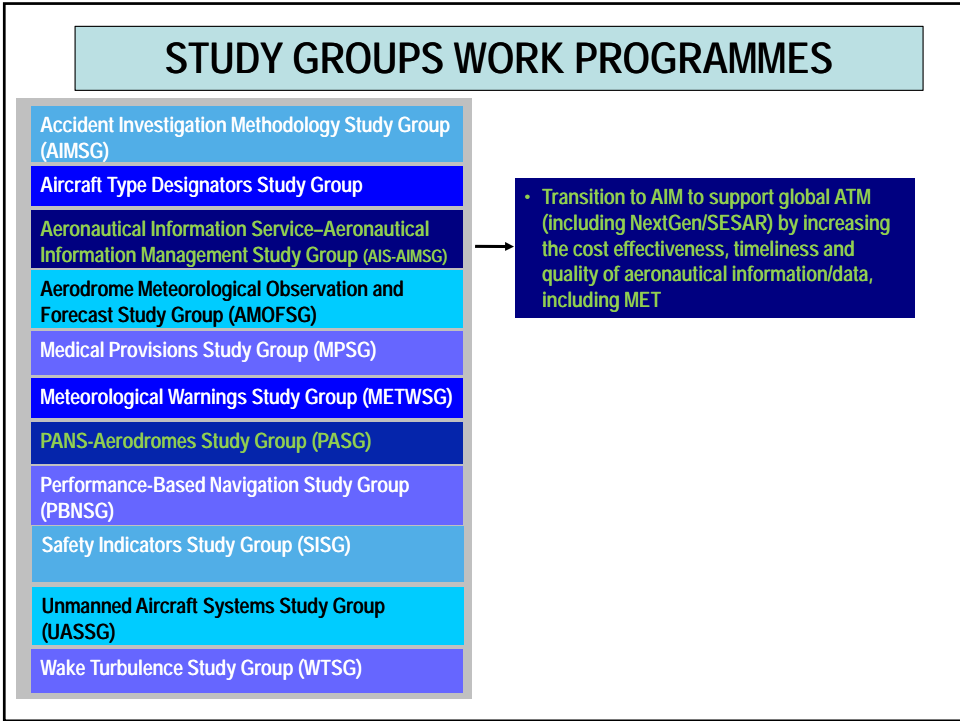 STUDY GROUPS WORK PROGRAMMES
Accident Investigation Methodology Study Group
(AIMSG)
Aircraft Type Designators Study Group
Aeronautical Information Service–Aeronautical
Information Management Study Group (AIS-AIMSG)
Aerodrome Meteorological Observation and
Forecast Study Group (AMOFSG)
Medical Provisions Study Group (MPSG)
Meteorological Warnings Study Group (METWSG)
PANS-Aerodromes Study Group (PASG)
Performance-Based Navigation Study Group
(PBNSG)
Safety Indicators Study Group (SISG)
Unmanned Aircraft Systems Study Group
(UASSG)
Wake Turbulence Study Group (WTSG)
• Transition to AIM to support global ATM
(including NextGen/SESAR) by increasing
the cost effectiveness, timeliness and
quality of aeronautical information/data,
including MET